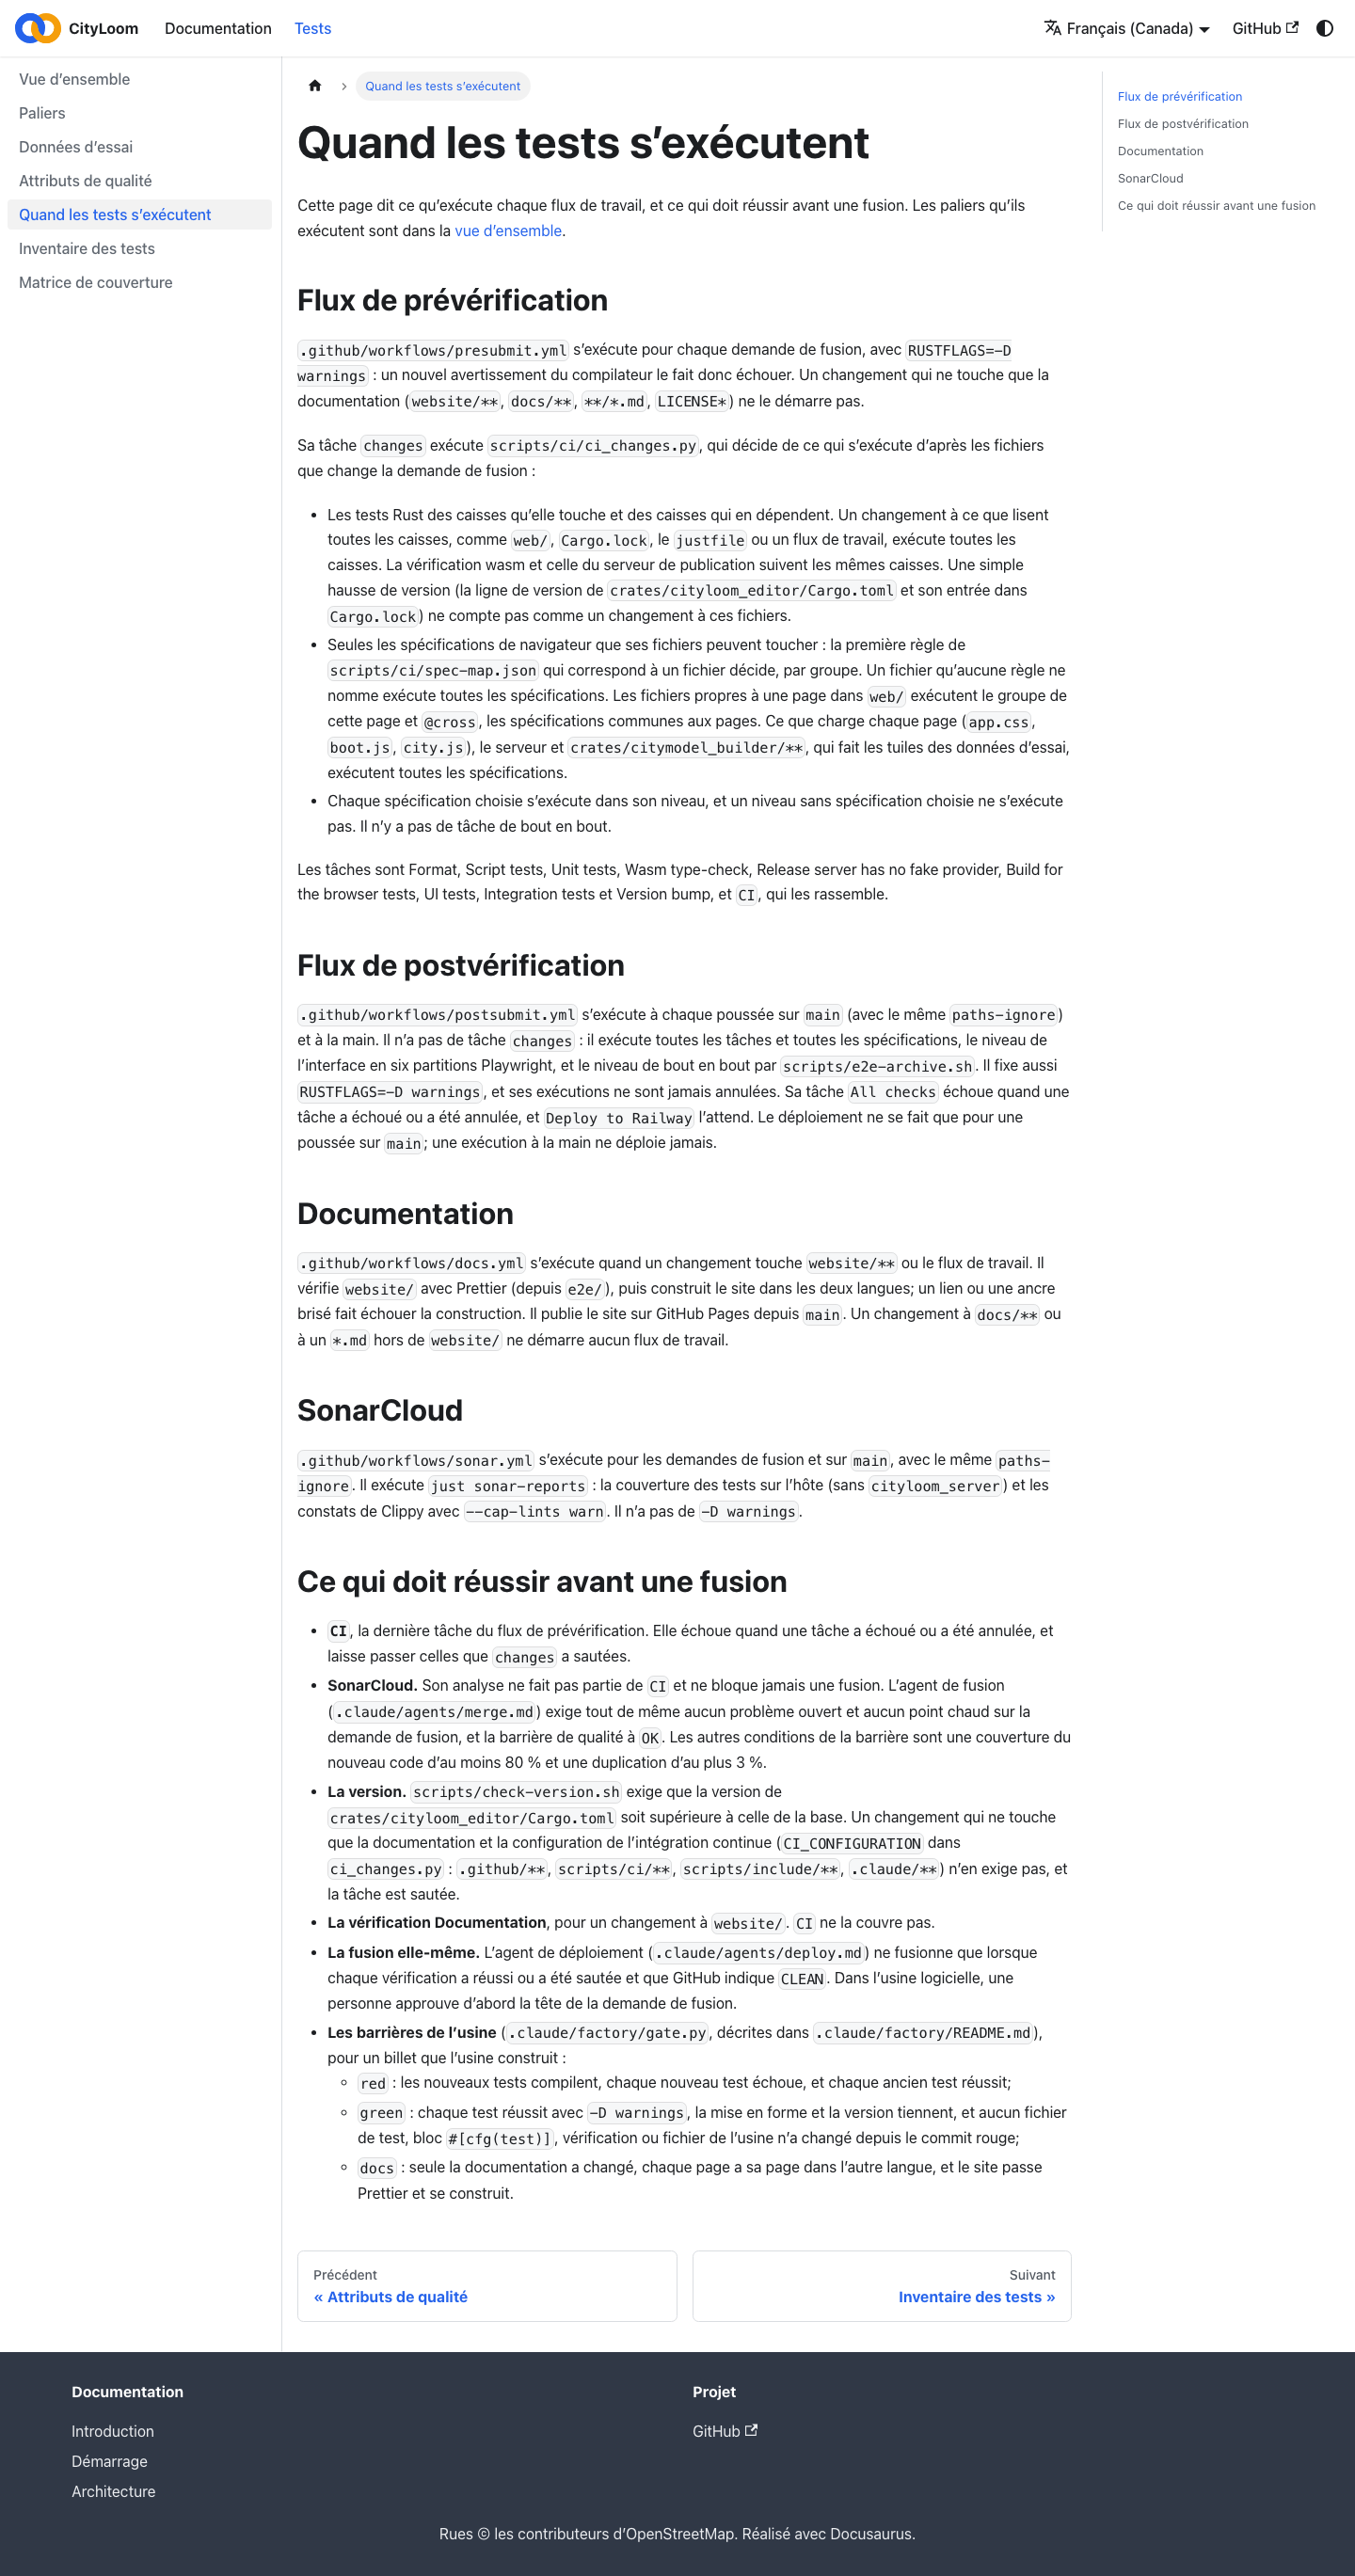 CityLoom
Documentation
Tests
Français (Canada)
GitHub
Vue d’ensemble
Paliers
Données d’essai
Attributs de qualité
Quand les tests s’exécutent
Inventaire des tests
Matrice de couverture
Quand les tests s’exécutent
Quand les tests s’exécutent
Cette page dit ce qu’exécute chaque flux de travail, et ce qui doit réussir avant une fusion. Les paliers qu’ils
exécutent sont dans la vue d’ensemble.
Flux de prévérification
.github/workflows/presubmit.yml s’exécute pour chaque demande de fusion, avec RUSTFLAGS=-D
warnings : un nouvel avertissement du compilateur le fait donc échouer. Un changement qui ne touche que la
documentation (website/**, docs/**, **/*.md, LICENSE*) ne le démarre pas.
Sa tâche changes exécute scripts/ci/ci_changes.py, qui décide de ce qui s’exécute d’après les fichiers
que change la demande de fusion :
• Les tests Rust des caisses qu’elle touche et des caisses qui en dépendent. Un changement à ce que lisent
toutes les caisses, comme web/, Cargo.lock, le justfile ou un flux de travail, exécute toutes les
caisses. La vérification wasm et celle du serveur de publication suivent les mêmes caisses. Une simple
hausse de version (la ligne de version de crates/cityloom_editor/Cargo.toml et son entrée dans
Cargo.lock) ne compte pas comme un changement à ces fichiers.
• Seules les spécifications de navigateur que ses fichiers peuvent toucher : la première règle de
scripts/ci/spec-map.json qui correspond à un fichier décide, par groupe. Un fichier qu’aucune règle ne
nomme exécute toutes les spécifications. Les fichiers propres à une page dans web/ exécutent le groupe de
cette page et @cross, les spécifications communes aux pages. Ce que charge chaque page (app.css,
boot.js, city.js), le serveur et crates/citymodel_builder/**, qui fait les tuiles des données d’essai,
exécutent toutes les spécifications.
• Chaque spécification choisie s’exécute dans son niveau, et un niveau sans spécification choisie ne s’exécute
pas. Il n’y a pas de tâche de bout en bout.
Les tâches sont Format, Script tests, Unit tests, Wasm type-check, Release server has no fake provider, Build for
the browser tests, UI tests, Integration tests et Version bump, et CI, qui les rassemble.
Flux de postvérification
.github/workflows/postsubmit.yml s’exécute à chaque poussée sur main (avec le même paths-ignore)
et à la main. Il n’a pas de tâche changes : il exécute toutes les tâches et toutes les spécifications, le niveau de
l’interface en six partitions Playwright, et le niveau de bout en bout par scripts/e2e-archive.sh. Il fixe aussi
RUSTFLAGS=-D warnings, et ses exécutions ne sont jamais annulées. Sa tâche All checks échoue quand une
tâche a échoué ou a été annulée, et Deploy to Railway l’attend. Le déploiement ne se fait que pour une
poussée sur main; une exécution à la main ne déploie jamais.
Documentation
.github/workflows/docs.yml s’exécute quand un changement touche website/** ou le flux de travail. Il
vérifie website/ avec Prettier (depuis e2e/), puis construit le site dans les deux langues; un lien ou une ancre
brisé fait échouer la construction. Il publie le site sur GitHub Pages depuis main. Un changement à docs/** ou
à un *.md hors de website/ ne démarre aucun flux de travail.
SonarCloud
.github/workflows/sonar.yml s’exécute pour les demandes de fusion et sur main, avec le même paths-
ignore. Il exécute just sonar-reports : la couverture des tests sur l’hôte (sans cityloom_server) et les
constats de Clippy avec --cap-lints warn. Il n’a pas de -D warnings.
Ce qui doit réussir avant une fusion
• CI, la dernière tâche du flux de prévérification. Elle échoue quand une tâche a échoué ou a été annulée, et
laisse passer celles que changes a sautées.
• SonarCloud. Son analyse ne fait pas partie de CI et ne bloque jamais une fusion. L’agent de fusion
(.claude/agents/merge.md) exige tout de même aucun problème ouvert et aucun point chaud sur la
demande de fusion, et la barrière de qualité à OK. Les autres conditions de la barrière sont une couverture du
nouveau code d’au moins 80 % et une duplication d’au plus 3 %.
• La version. scripts/check-version.sh exige que la version de
crates/cityloom_editor/Cargo.toml soit supérieure à celle de la base. Un changement qui ne touche
que la documentation et la configuration de l’intégration continue (CI_CONFIGURATION dans
ci_changes.py : .github/**, scripts/ci/**, scripts/include/**, .claude/**) n’en exige pas, et
la tâche est sautée.
• La vérification Documentation, pour un changement à website/. CI ne la couvre pas.
• La fusion elle-même. L’agent de déploiement (.claude/agents/deploy.md) ne fusionne que lorsque
chaque vérification a réussi ou a été sautée et que GitHub indique CLEAN. Dans l’usine logicielle, une
personne approuve d’abord la tête de la demande de fusion.
• Les barrières de l’usine (.claude/factory/gate.py, décrites dans .claude/factory/README.md),
pour un billet que l’usine construit :
◦ red : les nouveaux tests compilent, chaque nouveau test échoue, et chaque ancien test réussit;
◦ green : chaque test réussit avec -D warnings, la mise en forme et la version tiennent, et aucun fichier
de test, bloc #[cfg(test)], vérification ou fichier de l’usine n’a changé depuis le commit rouge;
◦ docs : seule la documentation a changé, chaque page a sa page dans l’autre langue, et le site passe
Prettier et se construit.
Précédent
« Attributs de qualité
Suivant
Inventaire des tests »
Flux de prévérification
Flux de postvérification
Documentation
SonarCloud
Ce qui doit réussir avant une fusion
Documentation
Introduction
Démarrage
Architecture
Projet
GitHub
Rues © les contributeurs d’OpenStreetMap. Réalisé avec Docusaurus.